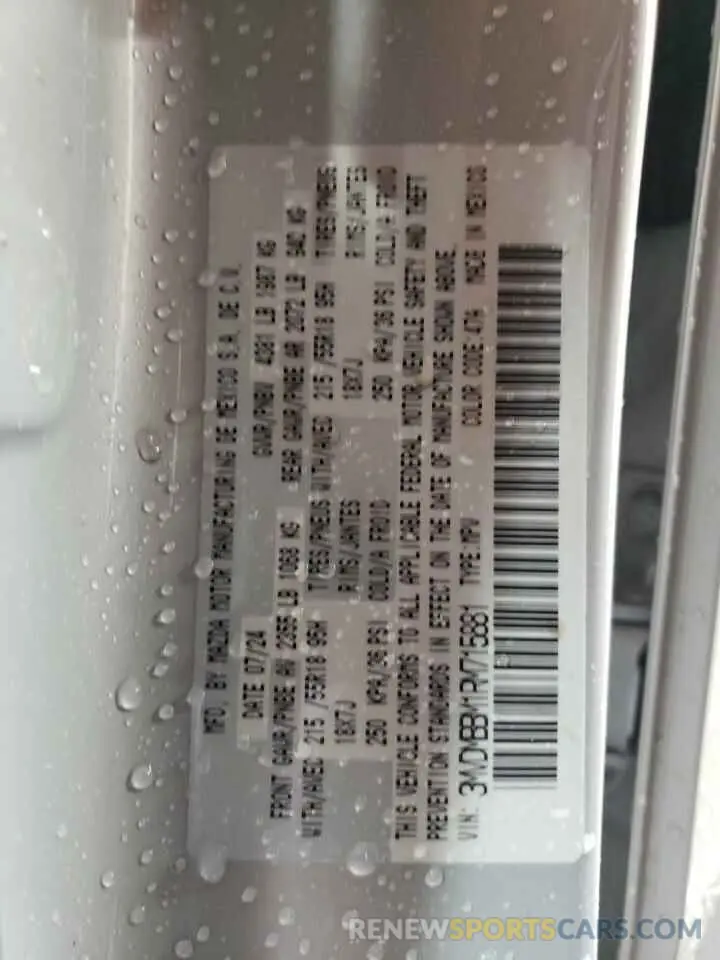 MFD. BY MAZDA MOTOR MANUFACTURING DE MEXICO S.A. DE C.V.
DATE 07/24 GVWR/PNBV 4381 LB 1987 KG
FRONT GAWR/PNBE AV 2355 LB 1068 KG REAR GAWR/PNBE AR 2072 LB 940 KG
WITH/AVEC 215 /55R18 95H TYRES/PNEUS WITH/AVEC 215 /55R18 95H TYRES/PNEUS
18X7J RIMS/JANTES 18X7J RIMS/JANTES
250 KPA/36 PSI COLD/A FROID 250 KPA/36 PSI COLD/A FROID
THIS VEHICLE CONFORMS TO ALL APPLICABLE FEDERAL MOTOR VEHICLE SAFETY AND THEFT
PREVENTION STANDARDS IN EFFECT ON THE DATE OF MANUFACTURE SHOWN ABOVE.
VIN: 3MVDMBBM1RM715881 TYPE:MPV COLOR CODE:47A MADE IN MEXICO
RENEWSPORTSCARS.COM